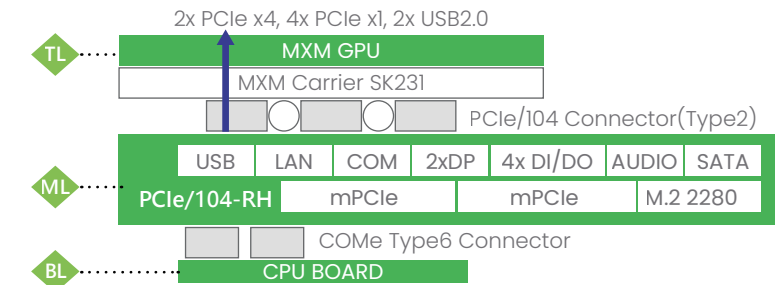 2x PCIe x4, 4x PCIe x1, 2x USB2.0
TL
MXM GPU
MXM Carrier SK231
PCIe/104 Connector(Type2)
USB LAN COM 2xDP 4x DI/DO AUDIO SATA
ML
PCIe/104-RH mPCIe mPCIe M.2 2280
COMe Type6 Connector
BL
CPU BOARD